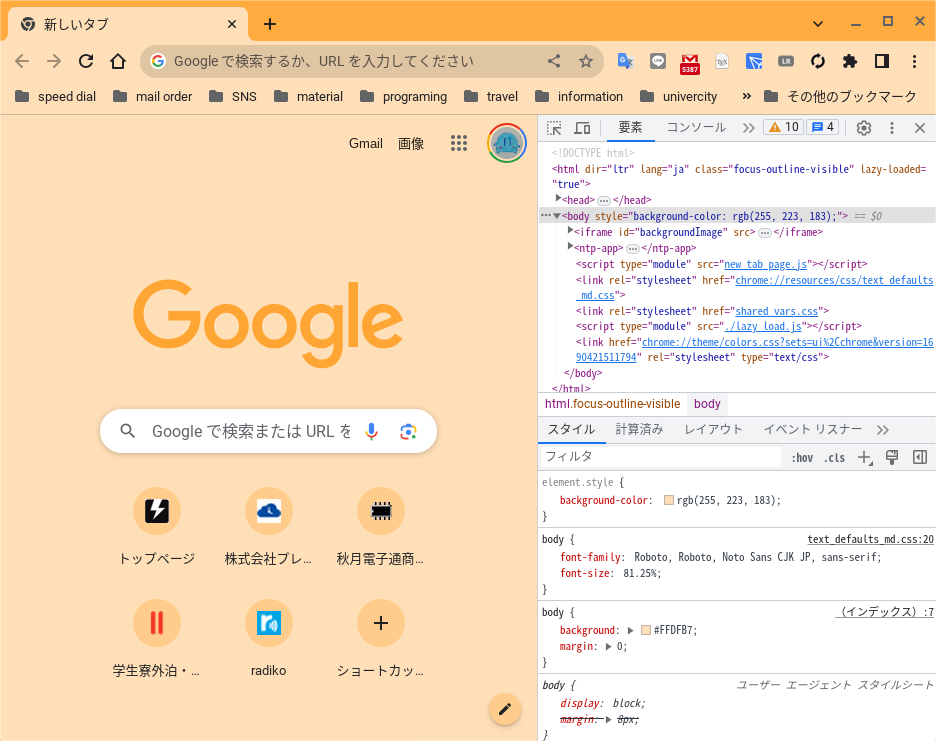 新しいタブ
Google で検索するか、URL を入力してください
5387
LR
speed dial
mail order
SNS
material
programing
travel
information
univercity
»
その他のブックマーク
Gmail
画像
Google
Google で検索または URL を
トップページ
株式会社プレ...
秋月電子通商...
学生寮外泊・...
radiko
ショートカッ...
要素
コンソール
10
4
<!DOCTYPE html>
<html dir="ltr" lang="ja" class="focus-outline-visible" lazy-loaded=
"true">
<head> … </head>
<body style="background-color: rgb(255, 223, 183);"> == $0
<iframe id="backgroundImage" src> … </iframe>
<ntp-app> … </ntp-app>
<script type="module" src="new_tab_page.js"></script>
<link rel="stylesheet" href="chrome://resources/css/text_defaults
_md.css">
<link rel="stylesheet" href="shared_vars.css">
<script type="module" src="./lazy_load.js"></script>
<link href="chrome://theme/colors.css?sets=ui%2Cchrome&version=16
90421511794" rel="stylesheet" type="text/css">
</body>
</html>
html.focus-outline-visible
body
スタイル
計算済み
レイアウト
イベント リスナー
フィルタ
:hov
.cls
element.style {
background-color: rgb(255, 223, 183);
}
body {
text_defaults_md.css:20
font-family: Roboto, Roboto, Noto Sans CJK JP, sans-serif;
font-size: 81.25%;
}
body {
（インデックス）:7
background: #FFDFB7;
margin: 0;
}
body {
ユーザー エージェント スタイルシート
display: block;
margin: 8px;
}